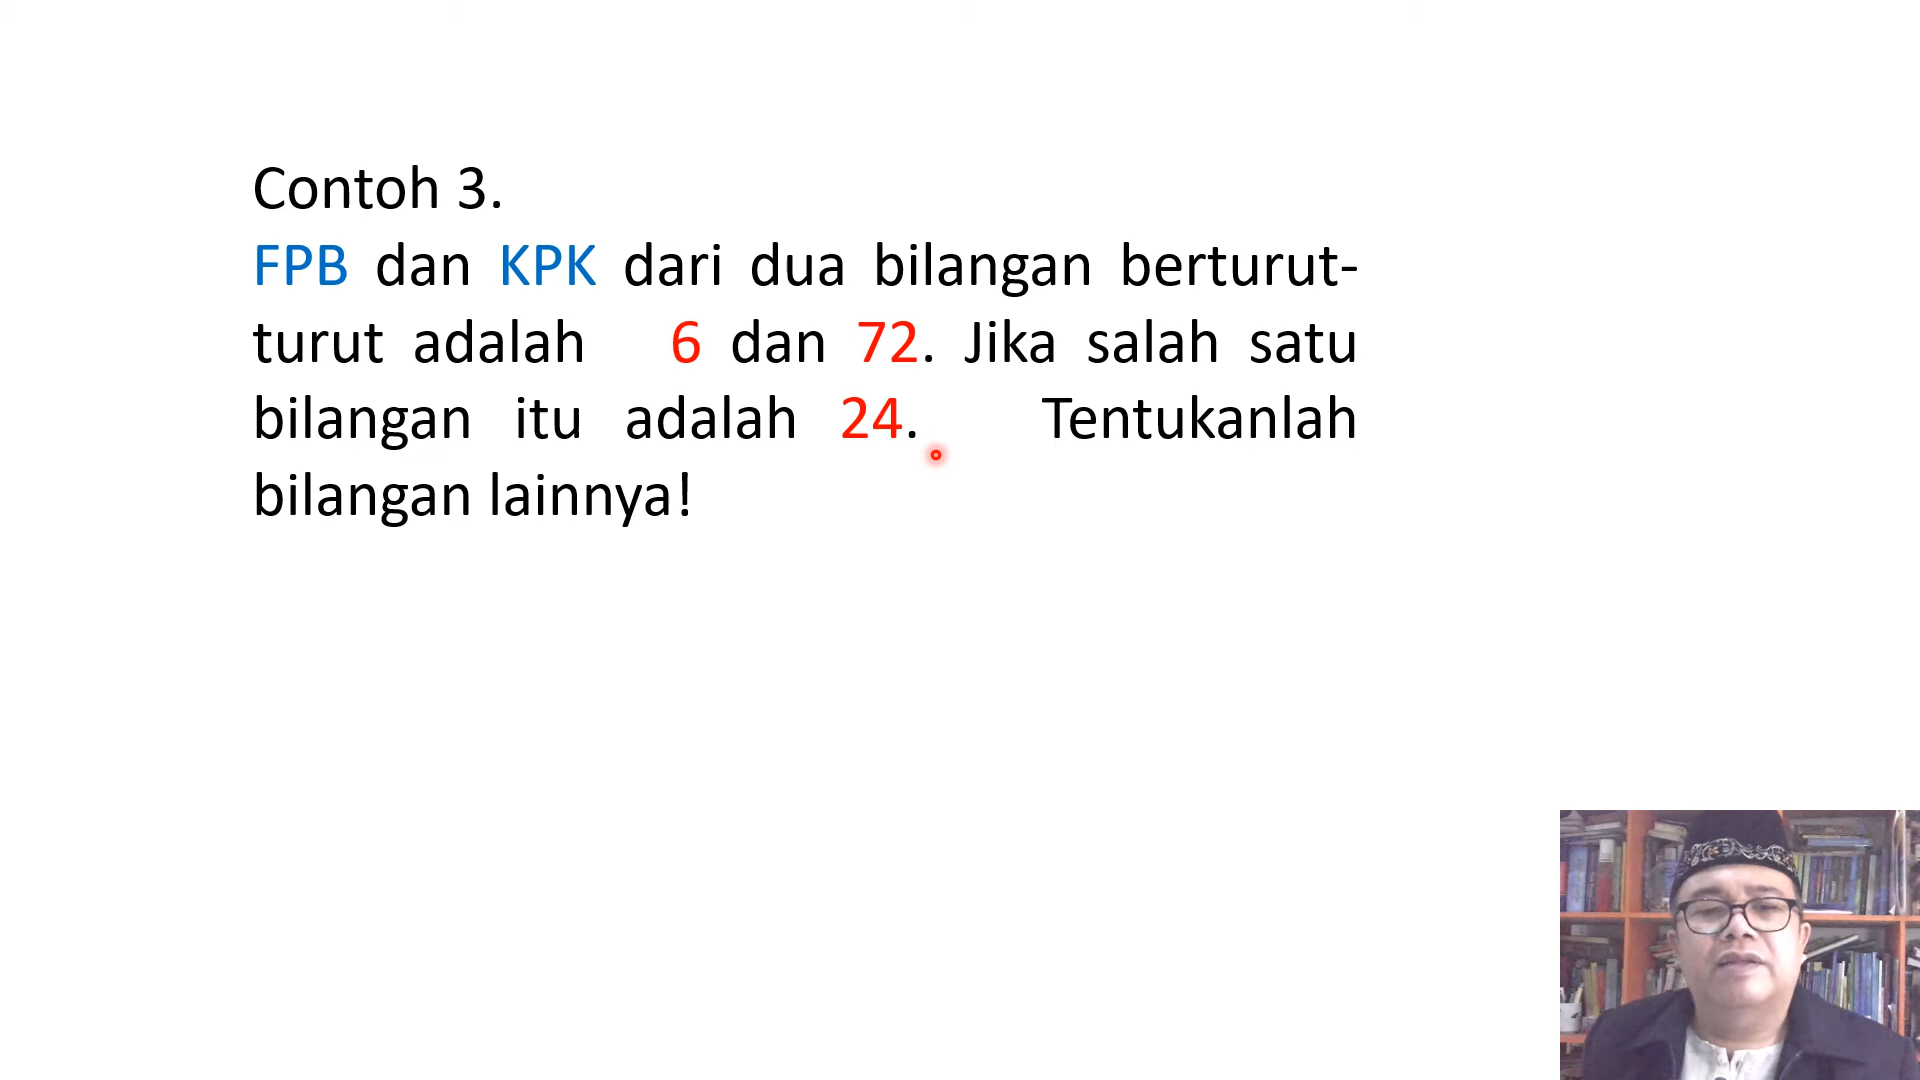 Contoh 3.
FPB dan KPK dari dua bilangan berturut-
turut adalah 6 dan 72. Jika salah satu
bilangan itu adalah 24. Tentukanlah
bilangan lainnya!